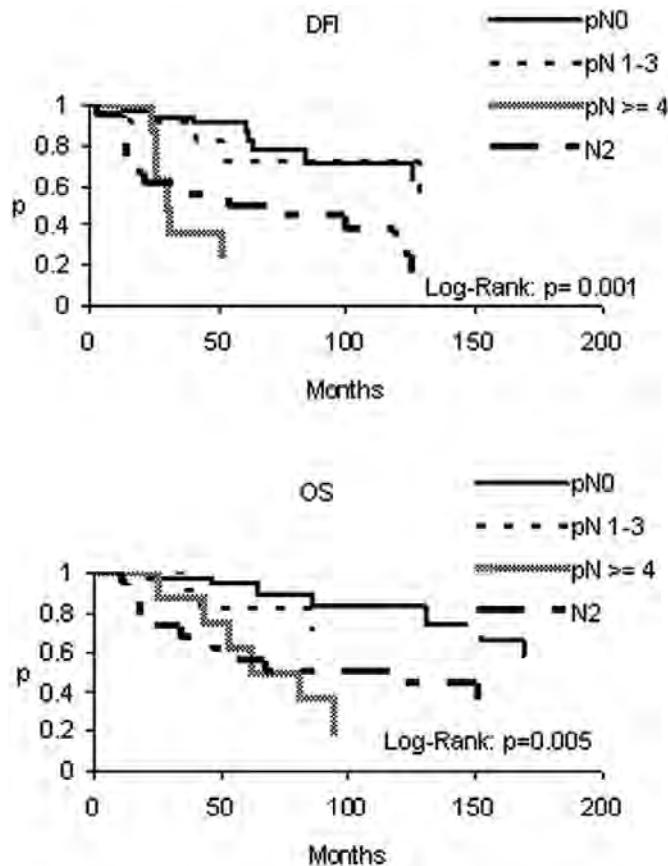 DFI
pN0
pN 1-3
pN >= 4
N2
1
0.8
0.6
p
0.4
0.2
0
Log-Rank: p= 0.001
0 50 100 150 200
Months
OS
pN0
pN 1-3
pN >= 4
N2
1
0.8
0.6
p
0.4
0.2
0
Log-Rank: p=0.005
0 50 100 150 200
Months